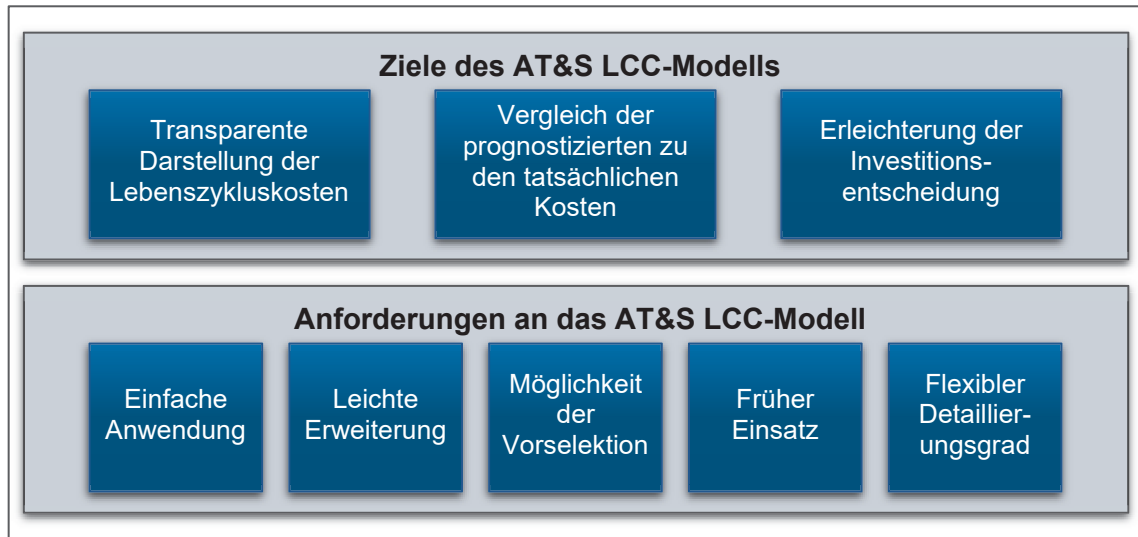 Ziele des AT&S LCC-Modells
Transparente
Darstellung der
Lebenszykluskosten
Vergleich der
prognostizierten zu
den tatsächlichen
Kosten
Erleichterung der
Investitions-
entscheidung
Anforderungen an das AT&S LCC-Modell
Einfache
Anwendung
Leichte
Erweiterung
Möglichkeit
der
Vorselektion
Früher
Einsatz
Flexibler
Detaillier-
ungsgrad